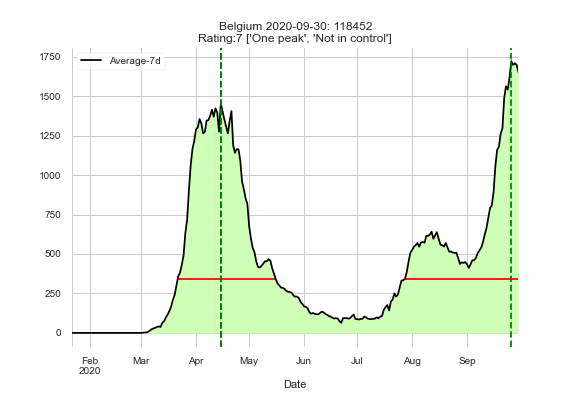 Belgium 2020-09-30: 118452
Rating:7 ['One peak', 'Not in control']
Average-7d
1750
1500
1250
1000
750
500
250
0
Feb Mar Apr May Jun Jul Aug Sep
2020
Date